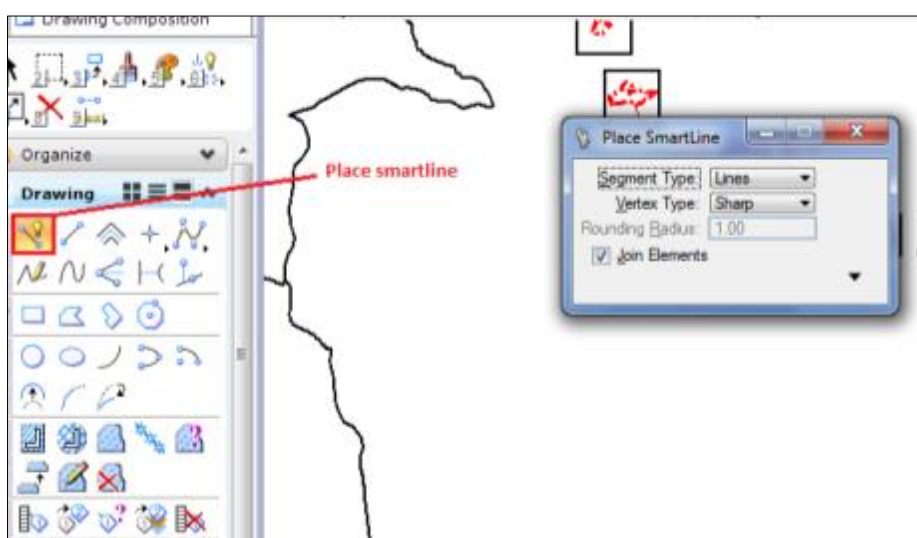 Drawing Composition
Organize
Drawing
Place smartline
Place SmartLine
Segment Type: Lines
Vertex Type: Sharp
Rounding Radius: 1.00
Join Elements